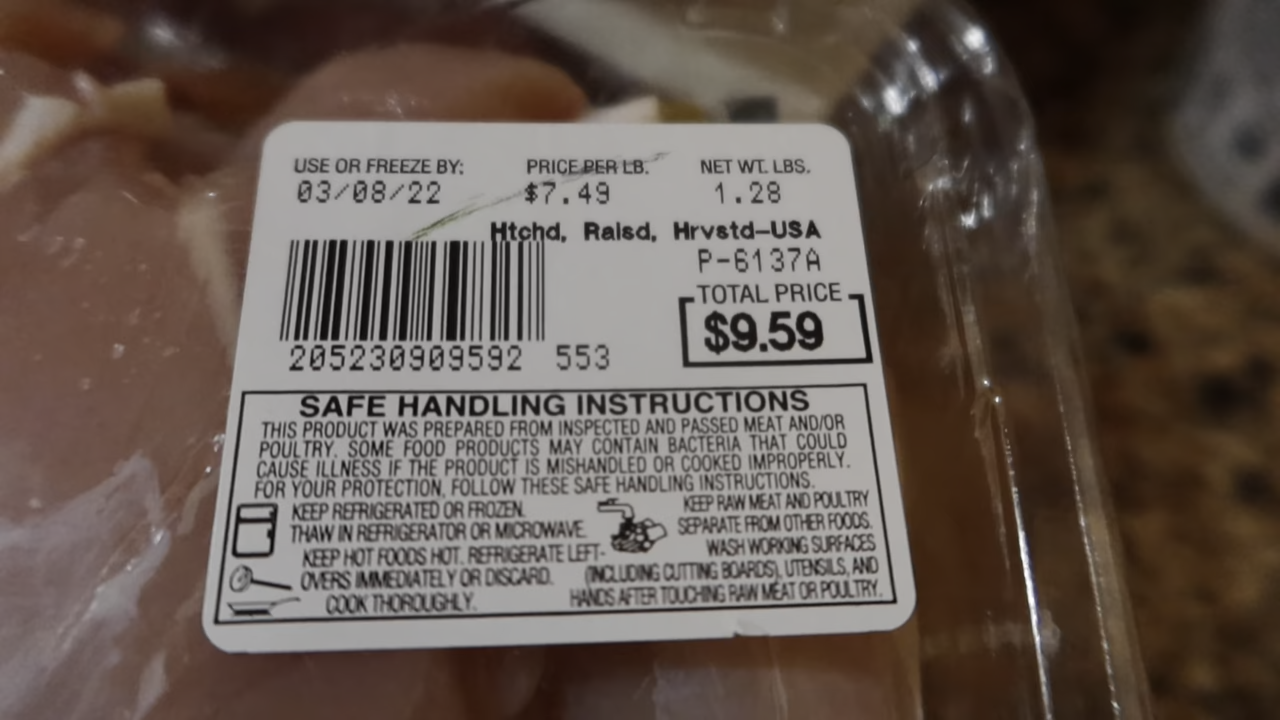 USE OR FREEZE BY: PRICE PER LB. NET WT. LBS.
03/08/22 $7.49 1.28
Htchd, Raisd, Hrvstd-USA
P-6137A
TOTAL PRICE
$9.59
205230909592 553
SAFE HANDLING INSTRUCTIONS
THIS PRODUCT WAS PREPARED FROM INSPECTED AND PASSED MEAT AND/OR
POULTRY. SOME FOOD PRODUCTS MAY CONTAIN BACTERIA THAT COULD
CAUSE ILLNESS IF THE PRODUCT IS MISHANDLED OR COOKED IMPROPERLY.
FOR YOUR PROTECTION, FOLLOW THESE SAFE HANDLING INSTRUCTIONS.
KEEP REFRIGERATED OR FROZEN.
THAW IN REFRIGERATOR OR MICROWAVE.
KEEP HOT FOODS HOT. REFRIGERATE LEFT-
OVERS IMMEDIATELY OR DISCARD.
COOK THOROUGHLY.
KEEP RAW MEAT AND POULTRY
SEPARATE FROM OTHER FOODS.
WASH WORKING SURFACES
(INCLUDING CUTTING BOARDS), UTENSILS, AND
HANDS AFTER TOUCHING RAW MEAT OR POULTRY.